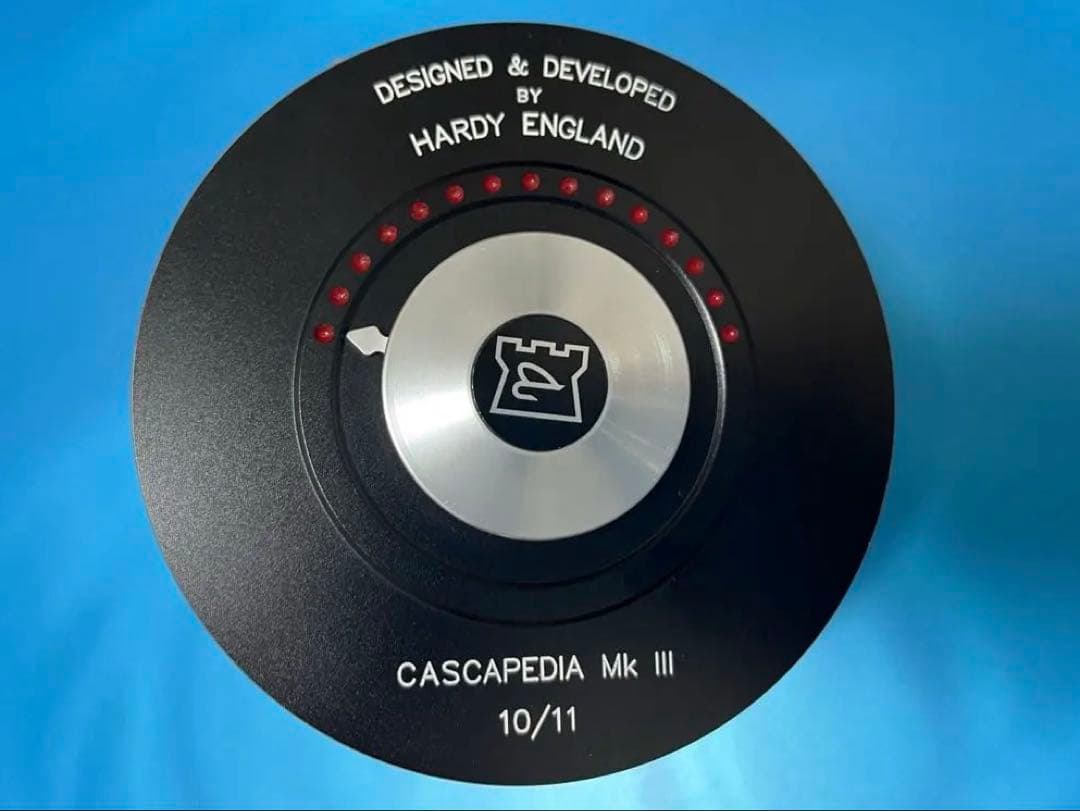 DESIGNED & DEVELOPED
BY
HARDY ENGLAND
CASCAPEDIA Mk III
10/11